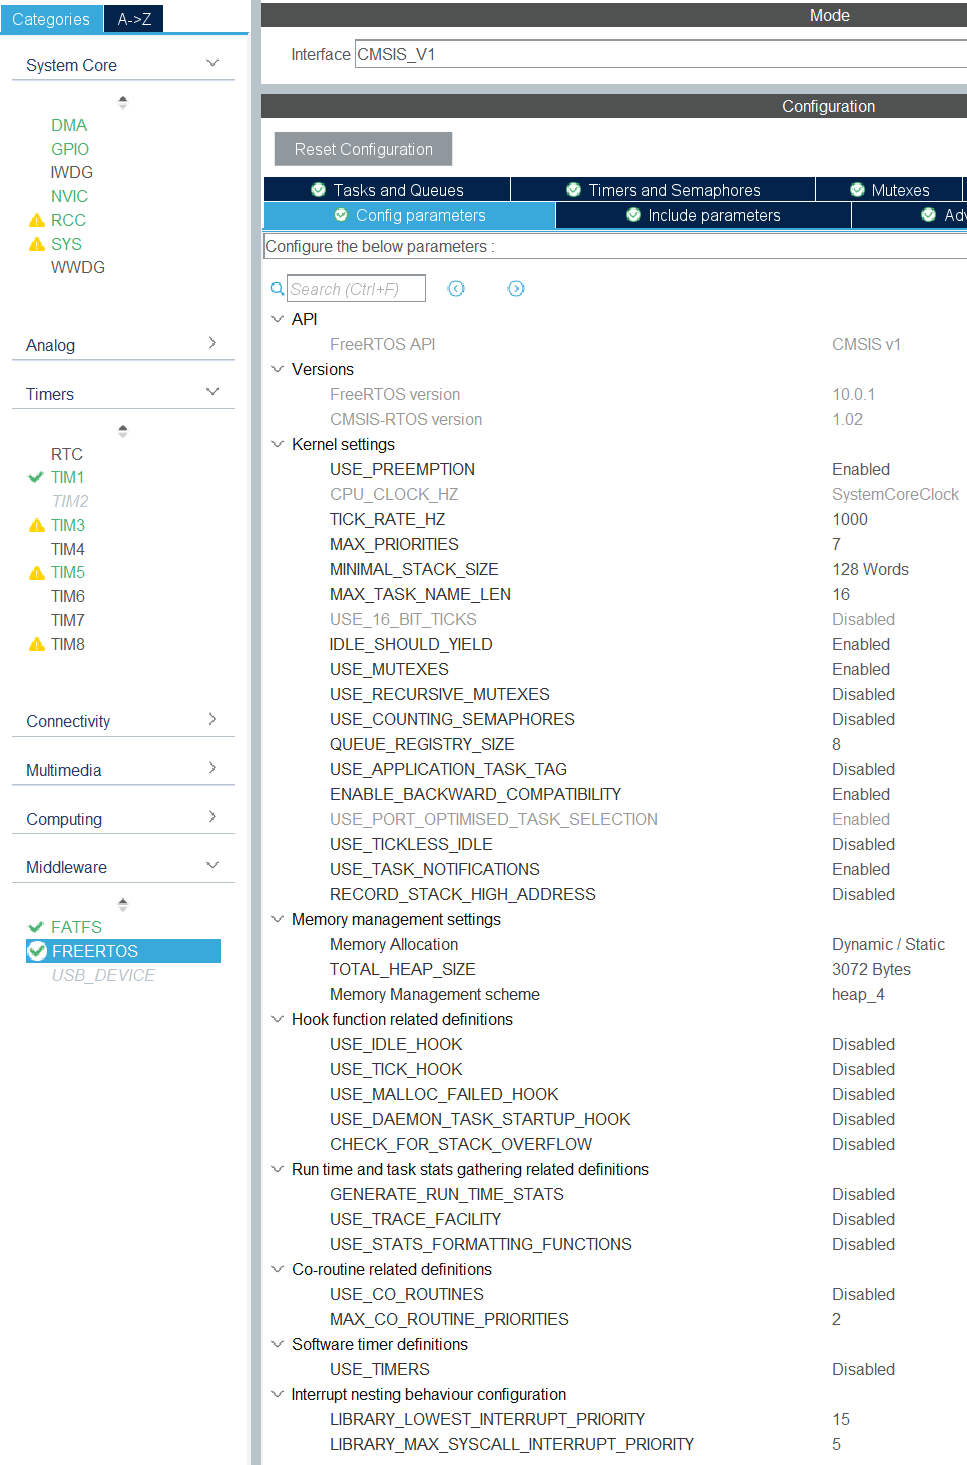 Categories A->Z
System Core
DMA
GPIO
IWDG
NVIC
RCC
SYS
WWDG
Analog
Timers
RTC
TIM1
TIM2
TIM3
TIM4
TIM5
TIM6
TIM7
TIM8
Connectivity
Multimedia
Computing
Middleware
FATFS
FREERTOS
USB_DEVICE
Mode
Interface CMSIS_V1
Configuration
Reset Configuration
Tasks and Queues Timers and Semaphores Mutexes
Config parameters Include parameters Adv
Configure the below parameters :
Search (Ctrl+F)
API
FreeRTOS API CMSIS v1
Versions
FreeRTOS version 10.0.1
CMSIS-RTOS version 1.02
Kernel settings
USE_PREEMPTION Enabled
CPU_CLOCK_HZ SystemCoreClock
TICK_RATE_HZ 1000
MAX_PRIORITIES 7
MINIMAL_STACK_SIZE 128 Words
MAX_TASK_NAME_LEN 16
USE_16_BIT_TICKS Disabled
IDLE_SHOULD_YIELD Enabled
USE_MUTEXES Enabled
USE_RECURSIVE_MUTEXES Disabled
USE_COUNTING_SEMAPHORES Disabled
QUEUE_REGISTRY_SIZE 8
USE_APPLICATION_TASK_TAG Disabled
ENABLE_BACKWARD_COMPATIBILITY Enabled
USE_PORT_OPTIMISED_TASK_SELECTION Enabled
USE_TICKLESS_IDLE Disabled
USE_TASK_NOTIFICATIONS Enabled
RECORD_STACK_HIGH_ADDRESS Disabled
Memory management settings
Memory Allocation Dynamic / Static
TOTAL_HEAP_SIZE 3072 Bytes
Memory Management scheme heap_4
Hook function related definitions
USE_IDLE_HOOK Disabled
USE_TICK_HOOK Disabled
USE_MALLOC_FAILED_HOOK Disabled
USE_DAEMON_TASK_STARTUP_HOOK Disabled
CHECK_FOR_STACK_OVERFLOW Disabled
Run time and task stats gathering related definitions
GENERATE_RUN_TIME_STATS Disabled
USE_TRACE_FACILITY Disabled
USE_STATS_FORMATTING_FUNCTIONS Disabled
Co-routine related definitions
USE_CO_ROUTINES Disabled
MAX_CO_ROUTINE_PRIORITIES 2
Software timer definitions
USE_TIMERS Disabled
Interrupt nesting behaviour configuration
LIBRARY_LOWEST_INTERRUPT_PRIORITY 15
LIBRARY_MAX_SYSCALL_INTERRUPT_PRIORITY 5